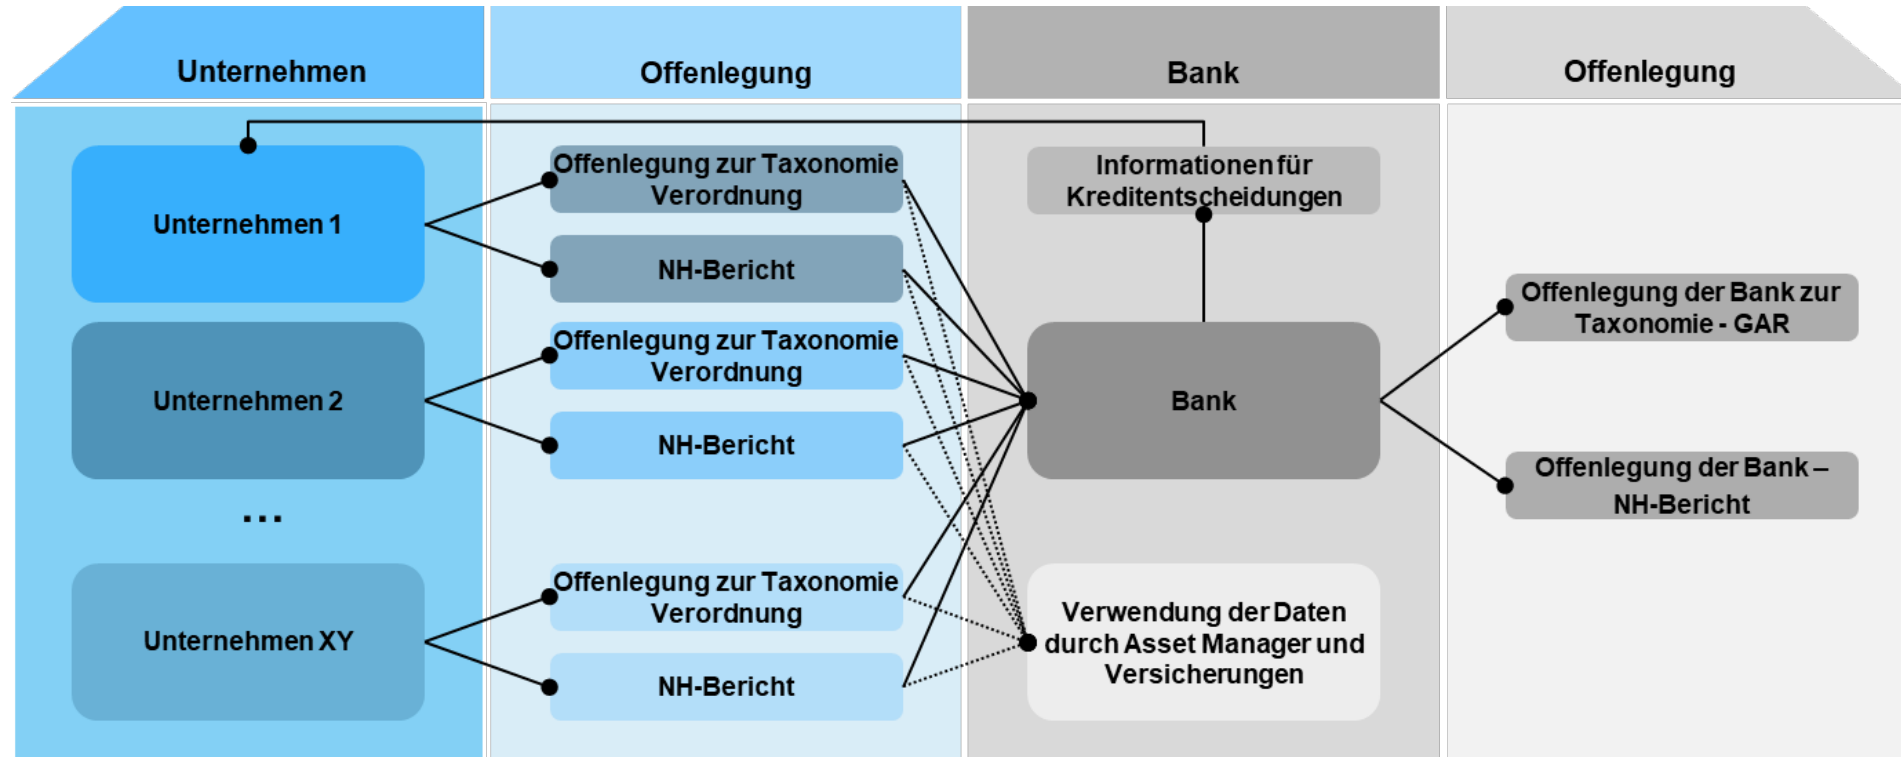 Unternehmen
Offenlegung
Bank
Offenlegung
Unternehmen 1
Offenlegung zur Taxonomie
Verordnung
NH-Bericht
Informationen für
Kreditentscheidungen
Unternehmen 2
Offenlegung zur Taxonomie
Verordnung
NH-Bericht
Bank
Offenlegung der Bank zur
Taxonomie - GAR
Offenlegung der Bank –
NH-Bericht
...
Unternehmen XY
Offenlegung zur Taxonomie
Verordnung
NH-Bericht
Verwendung der Daten
durch Asset Manager und
Versicherungen